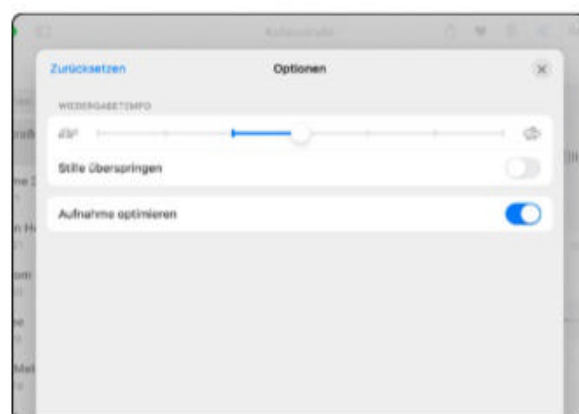 Zurücksetzen Optionen
WIEDERGABETEMPO
Stille überspringen
Aufnahme optimieren